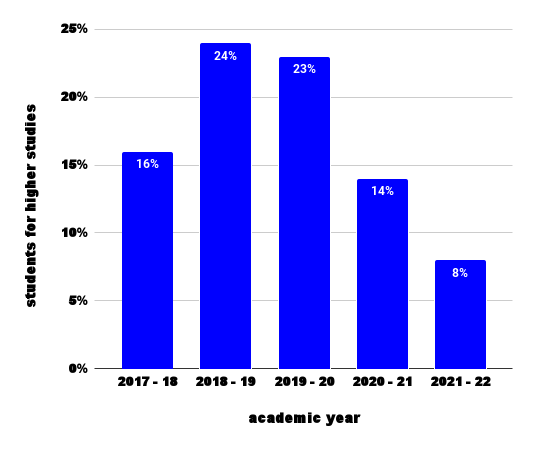 25%
20%
15%
10%
5%
0%
students for higher studies
16%
24%
23%
14%
8%
2017 - 18
2018 - 19
2019 - 20
2020 - 21
2021 - 22
academic year